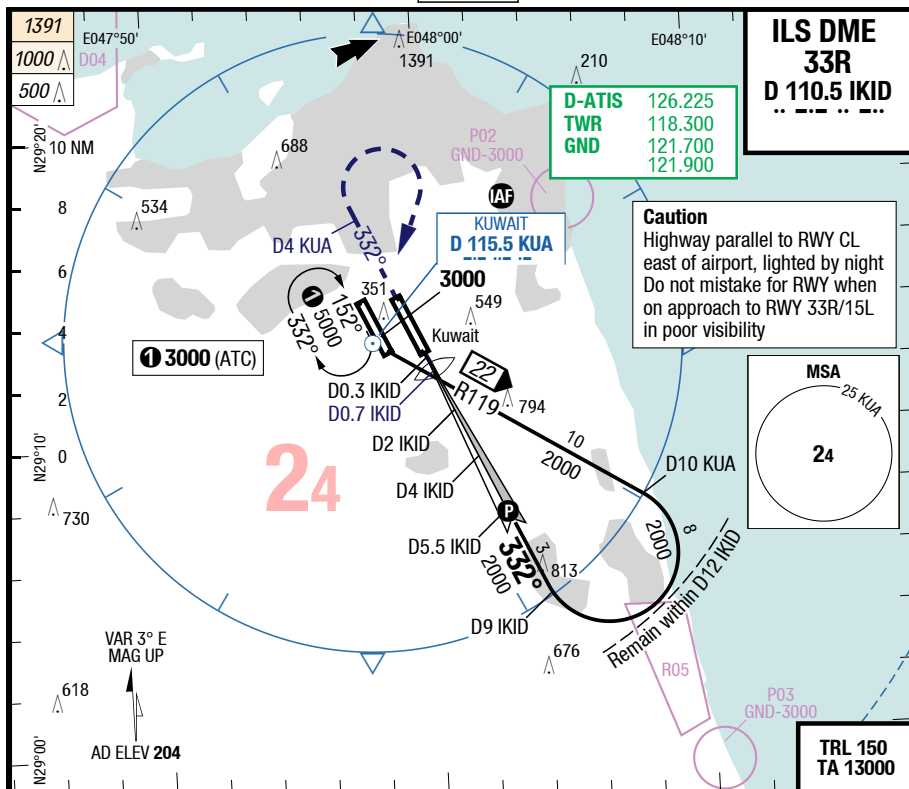 1391
1000
500
E047°50'
D04
E048°00'
1391
210
E048°10'
ILS DME
33R
D 110.5 IKID
D-ATIS 126.225
TWR 118.300
GND 121.700
121.900
N29°20'
10 NM
688
P02
GND-3000
IAF
8
534
D4 KUA
332°
KUWAIT
D 115.5 KUA
Caution
Highway parallel to RWY CL
east of airport, lighted by night
Do not mistake for RWY when
on approach to RWY 33R/15L
in poor visibility
6
3000
1 5000
152°
332°
351
549
4
Kuwait
1 3000 (ATC)
D0.3 IKID
D0.7 IKID
22
R119
794
MSA
25 KUA
24
2
D2 IKID
10
2000
N29°10'
0
24
D4 IKID
D10 KUA
730
P
D5.5 IKID
332°
2000
3
813
8
2000
D9 IKID
Remain within D12 IKID
VAR 3° E
MAG UP
676
R05
618
P03
GND-3000
AD ELEV 204
N29°00'
TRL 150
TA 13000